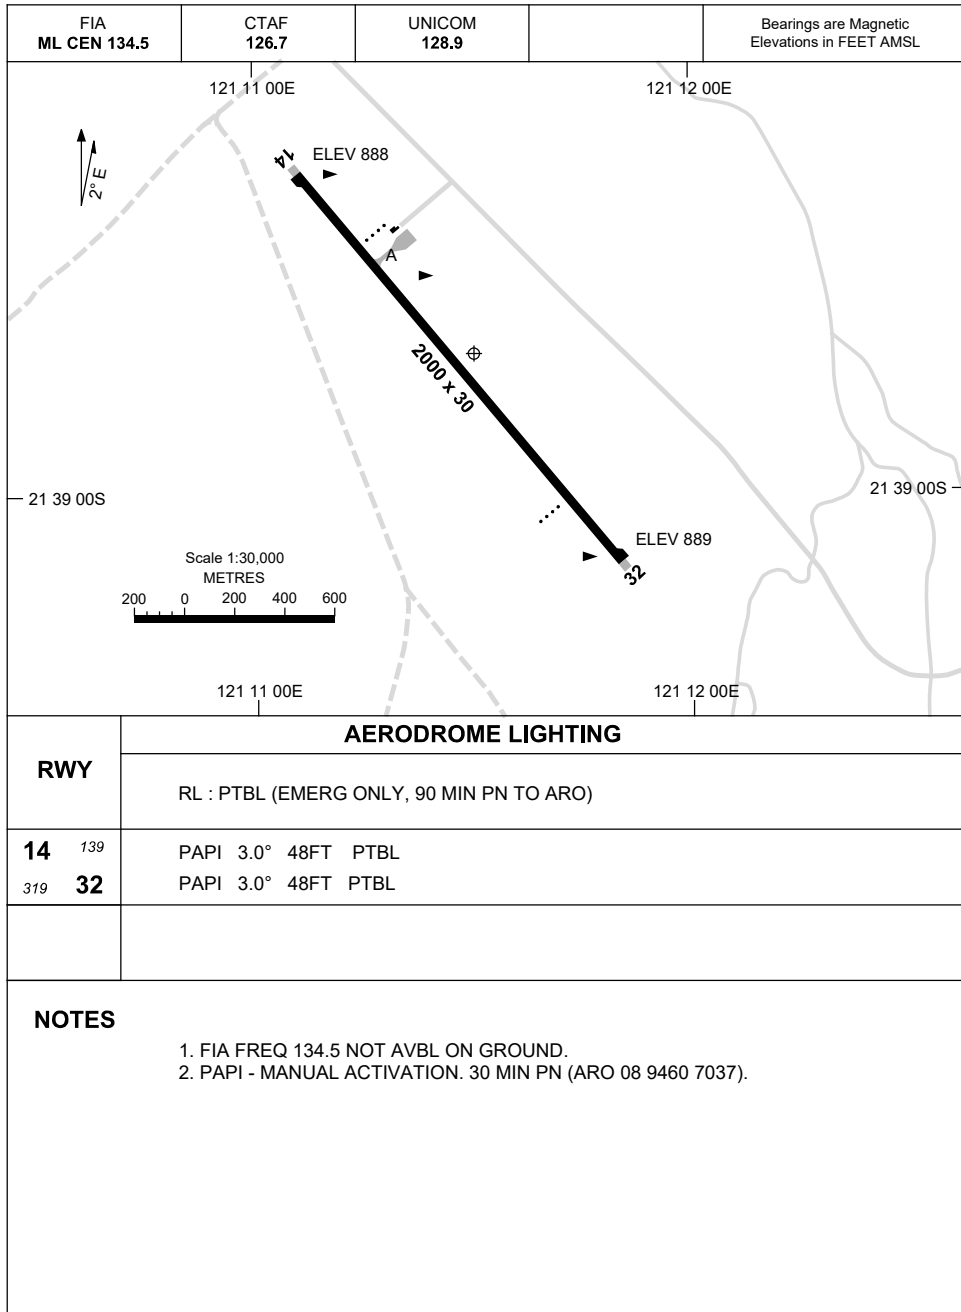 FIA
ML CEN 134.5
CTAF
126.7
UNICOM
128.9
Bearings are Magnetic
Elevations in FEET AMSL
121 11 00E
121 12 00E
2° E
14
ELEV 888
A
2000 x 30
21 39 00S
21 39 00S
ELEV 889
32
Scale 1:30,000
METRES
200 0 200 400 600
121 11 00E
121 12 00E
RWY
AERODROME LIGHTING
RL : PTBL (EMERG ONLY, 90 MIN PN TO ARO)
14 139 PAPI 3.0° 48FT PTBL
319 32 PAPI 3.0° 48FT PTBL
NOTES
1. FIA FREQ 134.5 NOT AVBL ON GROUND.
2. PAPI - MANUAL ACTIVATION. 30 MIN PN (ARO 08 9460 7037).